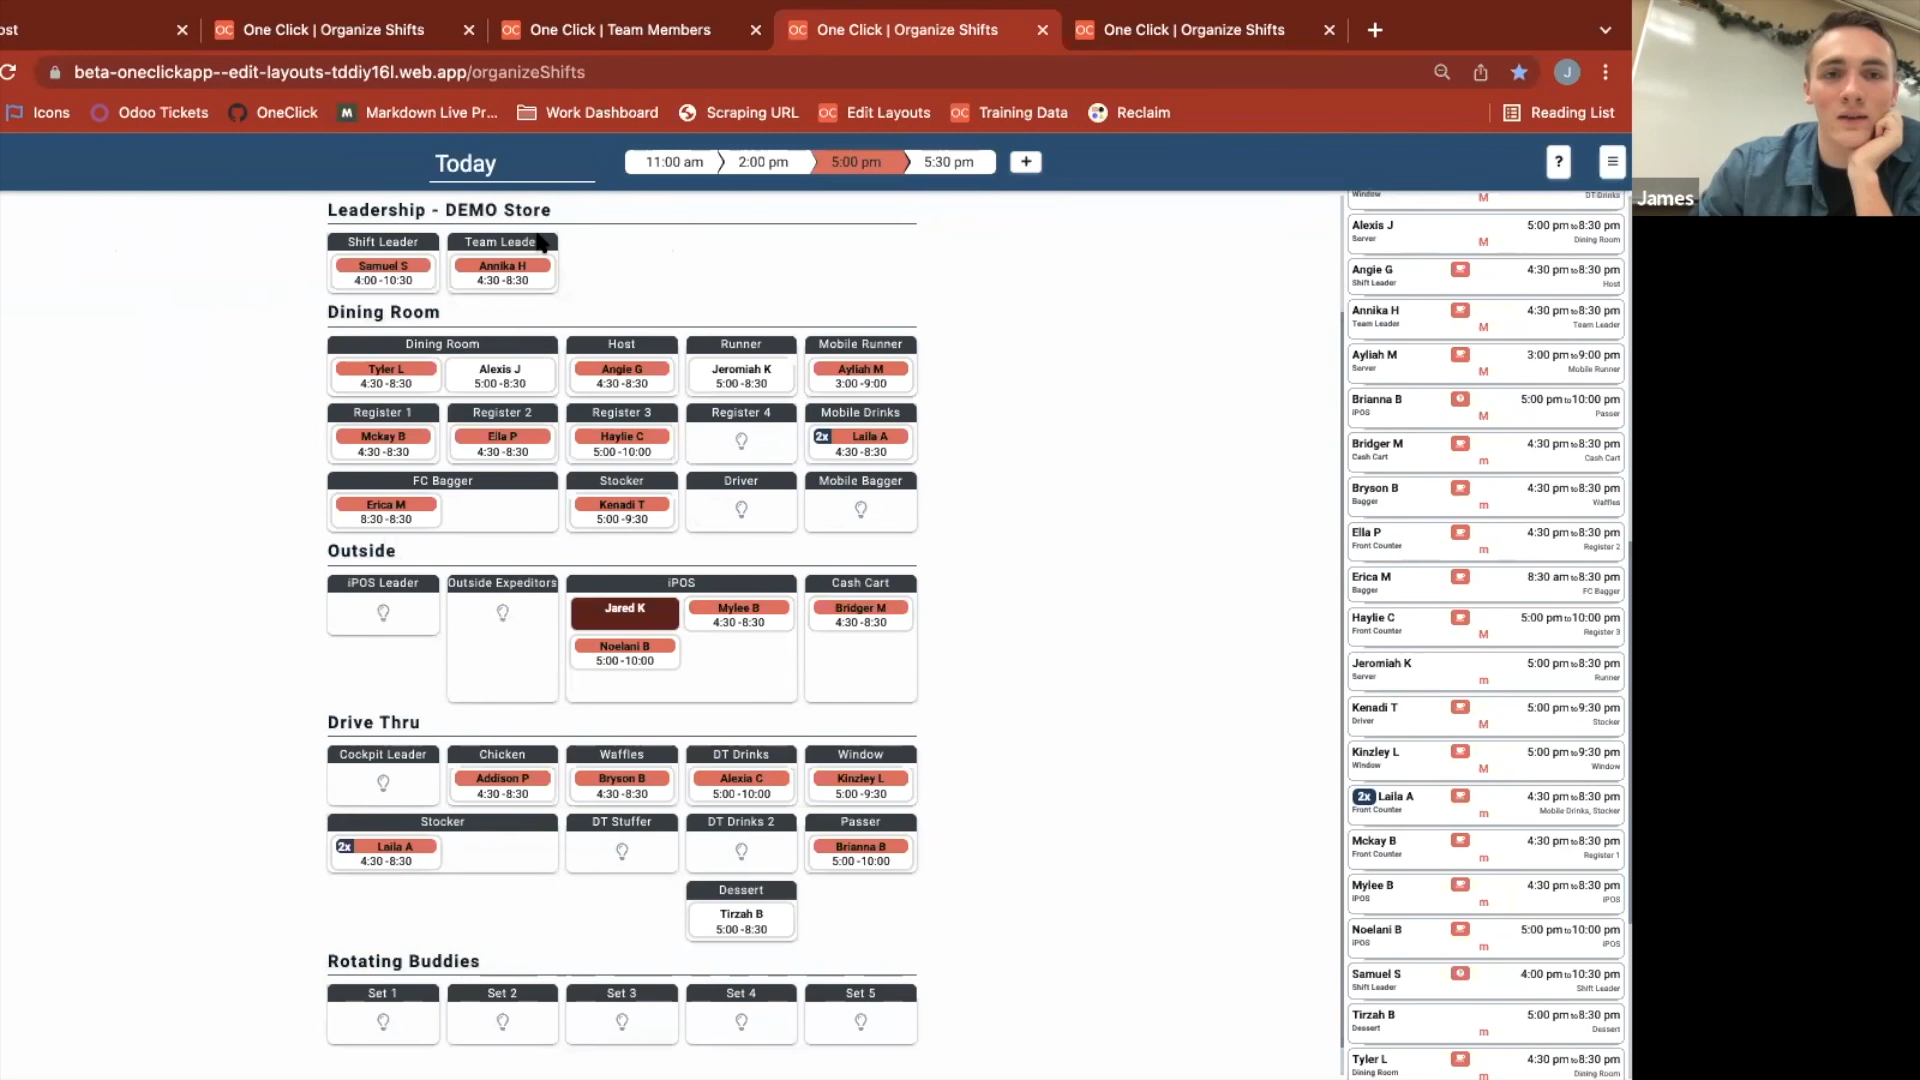 ost
One Click | Organize Shifts
One Click | Team Members
One Click | Organize Shifts
One Click | Organize Shifts
beta-oneclickapp--edit-layouts-tddiy16l.web.app/organizeShifts
J
Icons
Odoo Tickets
OneClick
Markdown Live Pr...
Work Dashboard
Scraping URL
Edit Layouts
Training Data
Reclaim
Reading List
Today
11:00 am
2:00 pm
5:00 pm
5:30 pm
+
?
James
Leadership - DEMO Store
Shift Leader
Samuel S
4:00-10:30
Team Leade
Annika H
4:30-8:30
Dining Room
Dining Room
Tyler L
4:30-8:30
Alexis J
5:00-8:30
Host
Angie G
4:30-8:30
Runner
Jeromiah K
5:00-8:30
Mobile Runner
Ayliah M
3:00-9:00
Register 1
Mckay B
4:30-8:30
Register 2
Ella P
4:30-8:30
Register 3
Haylie C
5:00-10:00
Register 4
Mobile Drinks
2x Laila A
4:30-8:30
FC Bagger
Erica M
8:30-8:30
Stocker
Kenadi T
5:00-9:30
Driver
Mobile Bagger
Outside
iPOS Leader
Outside Expeditors
iPOS
Jared K
Mylee B
4:30-8:30
Noelani B
5:00-10:00
Cash Cart
Bridger M
4:30-8:30
Drive Thru
Cockpit Leader
Chicken
Addison P
4:30-8:30
Waffles
Bryson B
4:30-8:30
DT Drinks
Alexia C
5:00-10:00
Window
Kinzley L
5:00-9:30
Stocker
2x Laila A
4:30-8:30
DT Stuffer
DT Drinks 2
Passer
Brianna B
5:00-10:00
Dessert
Tirzah B
5:00-8:30
Rotating Buddies
Set 1
Set 2
Set 3
Set 4
Set 5
Window M DT Drinks
Alexis J 5:00 pm to 8:30 pm
Server M Dining Room
Angie G 4:30 pm to 8:30 pm
Shift Leader Host
Annika H 4:30 pm to 8:30 pm
Team Leader M Team Leader
Ayliah M 3:00 pm to 9:00 pm
Server M Mobile Runner
Brianna B 5:00 pm to 10:00 pm
iPOS M Passer
Bridger M 4:30 pm to 8:30 pm
Cash Cart m Cash Cart
Bryson B 4:30 pm to 8:30 pm
Bagger m Waffles
Ella P 4:30 pm to 8:30 pm
Front Counter m Register 2
Erica M 8:30 am to 8:30 pm
Bagger FC Bagger
Haylie C 5:00 pm to 10:00 pm
Front Counter M Register 3
Jeromiah K 5:00 pm to 8:30 pm
Server m Runner
Kenadi T 5:00 pm to 9:30 pm
Driver M Stocker
Kinzley L 5:00 pm to 9:30 pm
Window M Window
2x Laila A 4:30 pm to 8:30 pm
Front Counter m Mobile Drinks, Stocker
Mckay B 4:30 pm to 8:30 pm
Front Counter m Register 1
Mylee B 4:30 pm to 8:30 pm
iPOS m iPOS
Noelani B 5:00 pm to 10:00 pm
iPOS m iPOS
Samuel S 4:00 pm to 10:30 pm
Shift Leader Shift Leader
Tirzah B 5:00 pm to 8:30 pm
Dessert m Dessert
Tyler L 4:30 pm to 8:30 pm
Dining Room m Dining Room